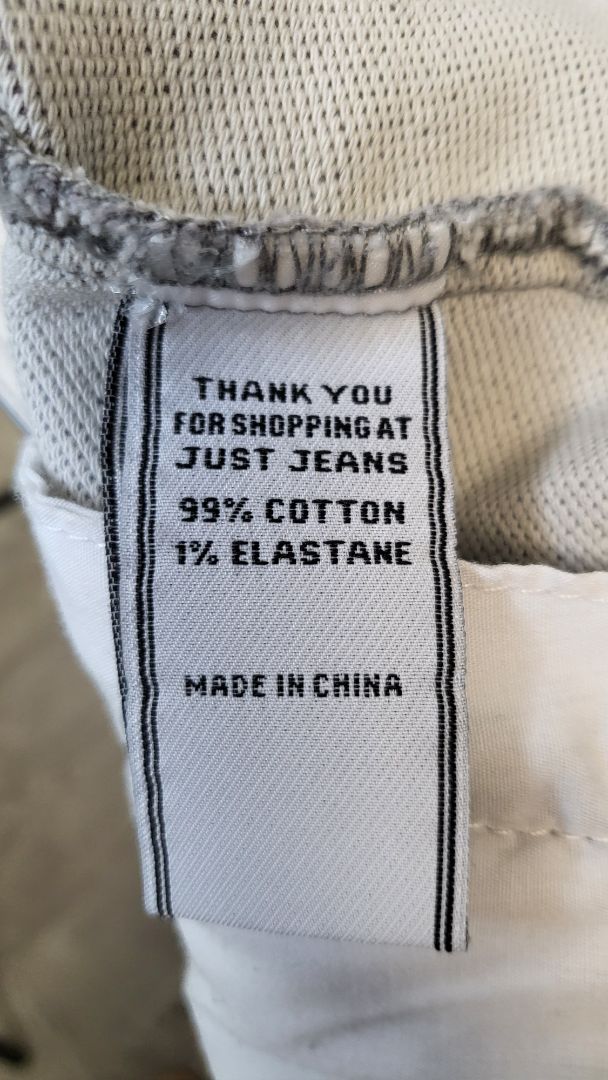 THANK YOU
FOR SHOPPING AT
JUST JEANS
99% COTTON
1% ELASTANE
MADE IN CHINA